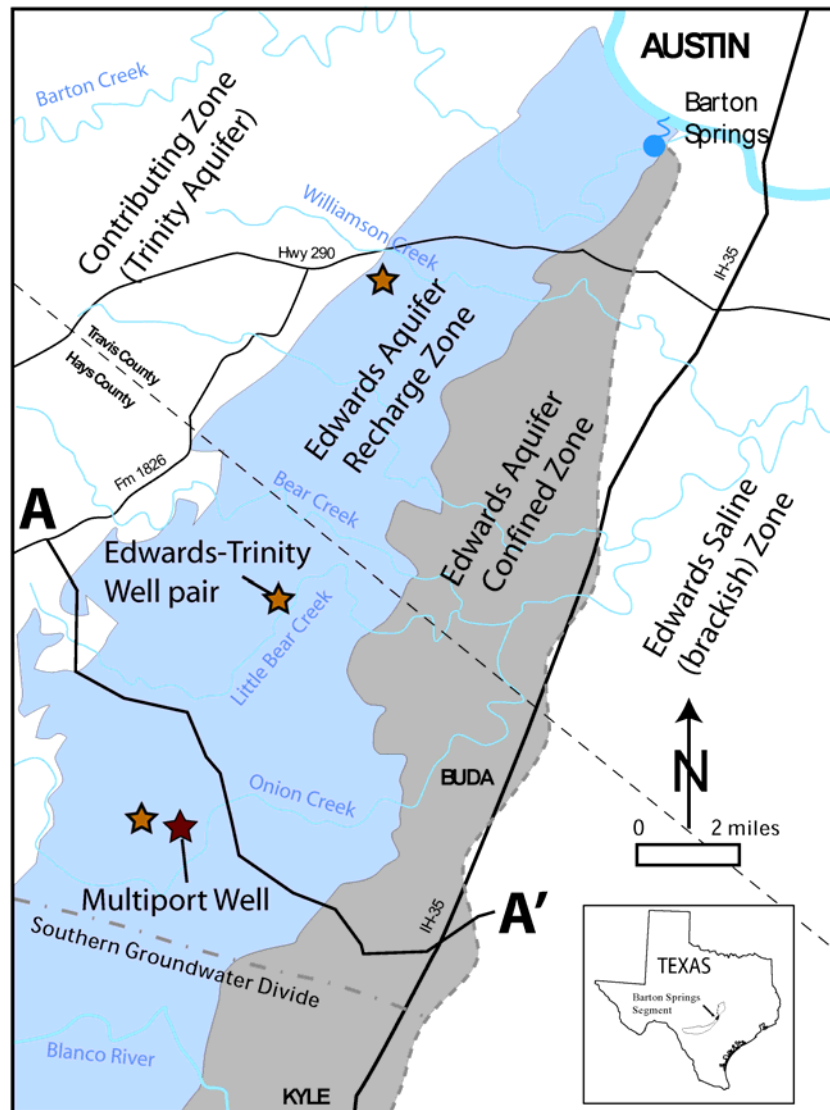 AUSTIN
Barton Creek
Barton
Springs
Contributing Zone
(Trinity Aquifer)
Williamson Creek
Hwy 290
IH-35
Edwards Aquifer
Recharge Zone
Travis County
Hays County
Fm 1826
Edwards Aquifer
Confined Zone
Bear Creek
A
Edwards-Trinity
Well pair
Edwards Saline
(brackish) Zone
Little Bear Creek
N
BUDA
Onion Creek
0 2 miles
Multiport Well
A'
IH-35
Southern Groundwater Divide
TEXAS
Barton Springs
Segment
Blanco River
KYLE